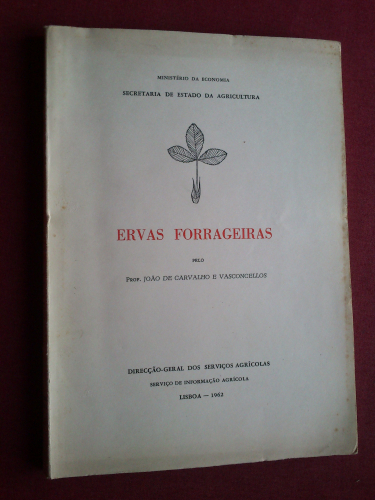 MINISTÉRIO DA ECONOMIA
SECRETARIA DE ESTADO DA AGRICULTURA
ERVAS FORRAGEIRAS
PELO
PROF. JOÃO DE CARVALHO E VASCONCELLOS
DIRECÇÃO-GERAL DOS SERVIÇOS AGRÍCOLAS
SERVIÇO DE INFORMAÇÃO AGRÍCOLA
LISBOA — 1962